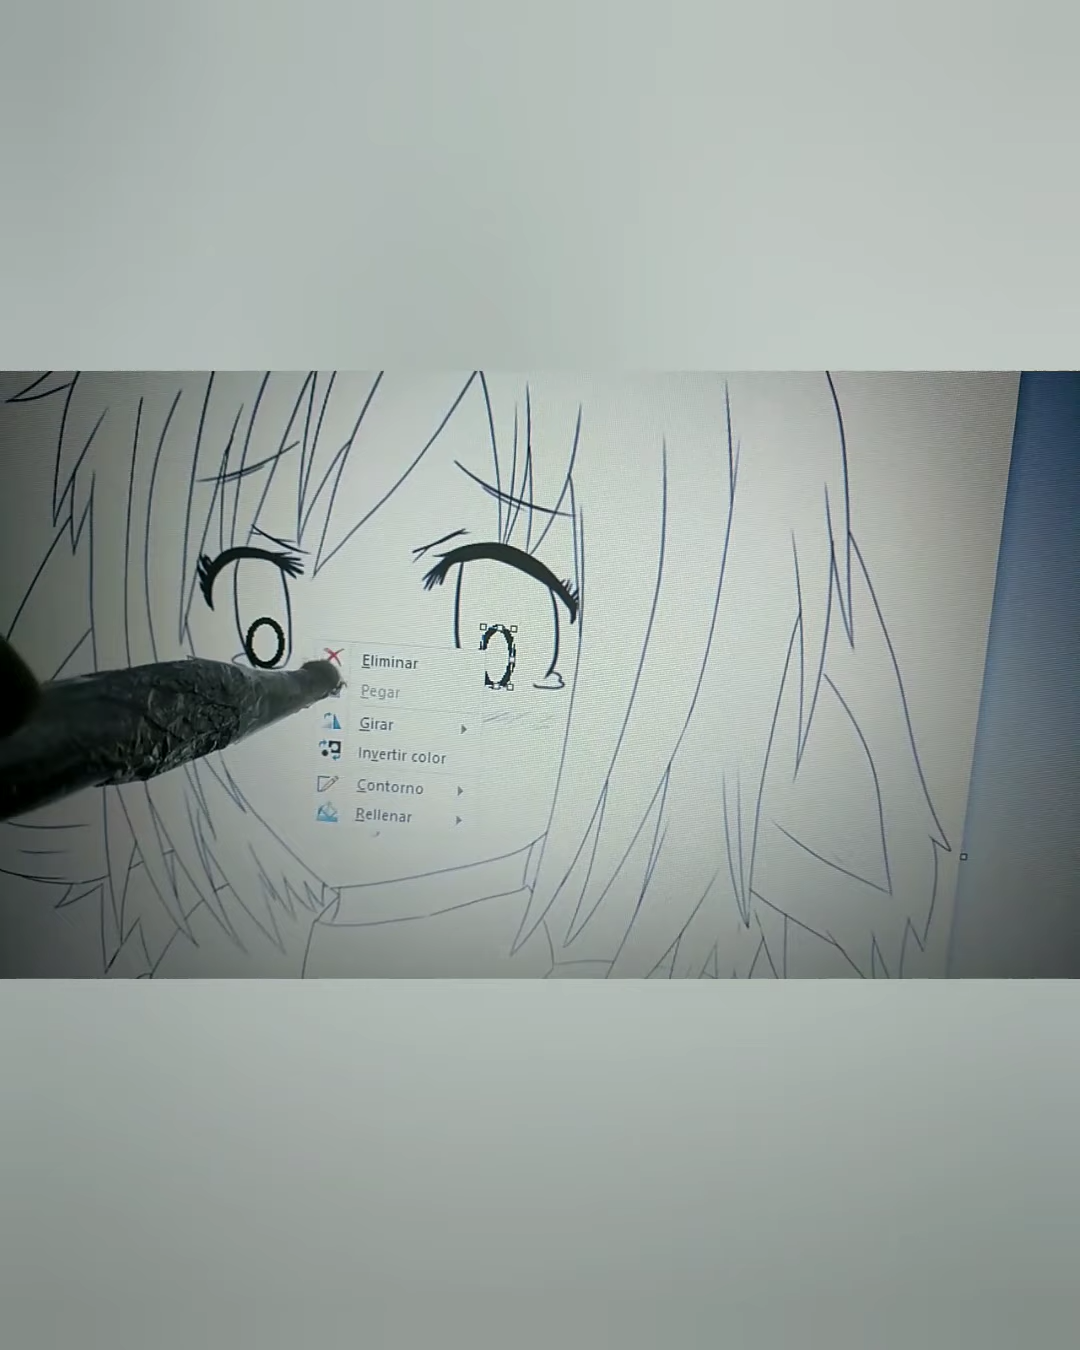 Eliminar
Pegar
Girar
Invertir color
Contorno
Rellenar